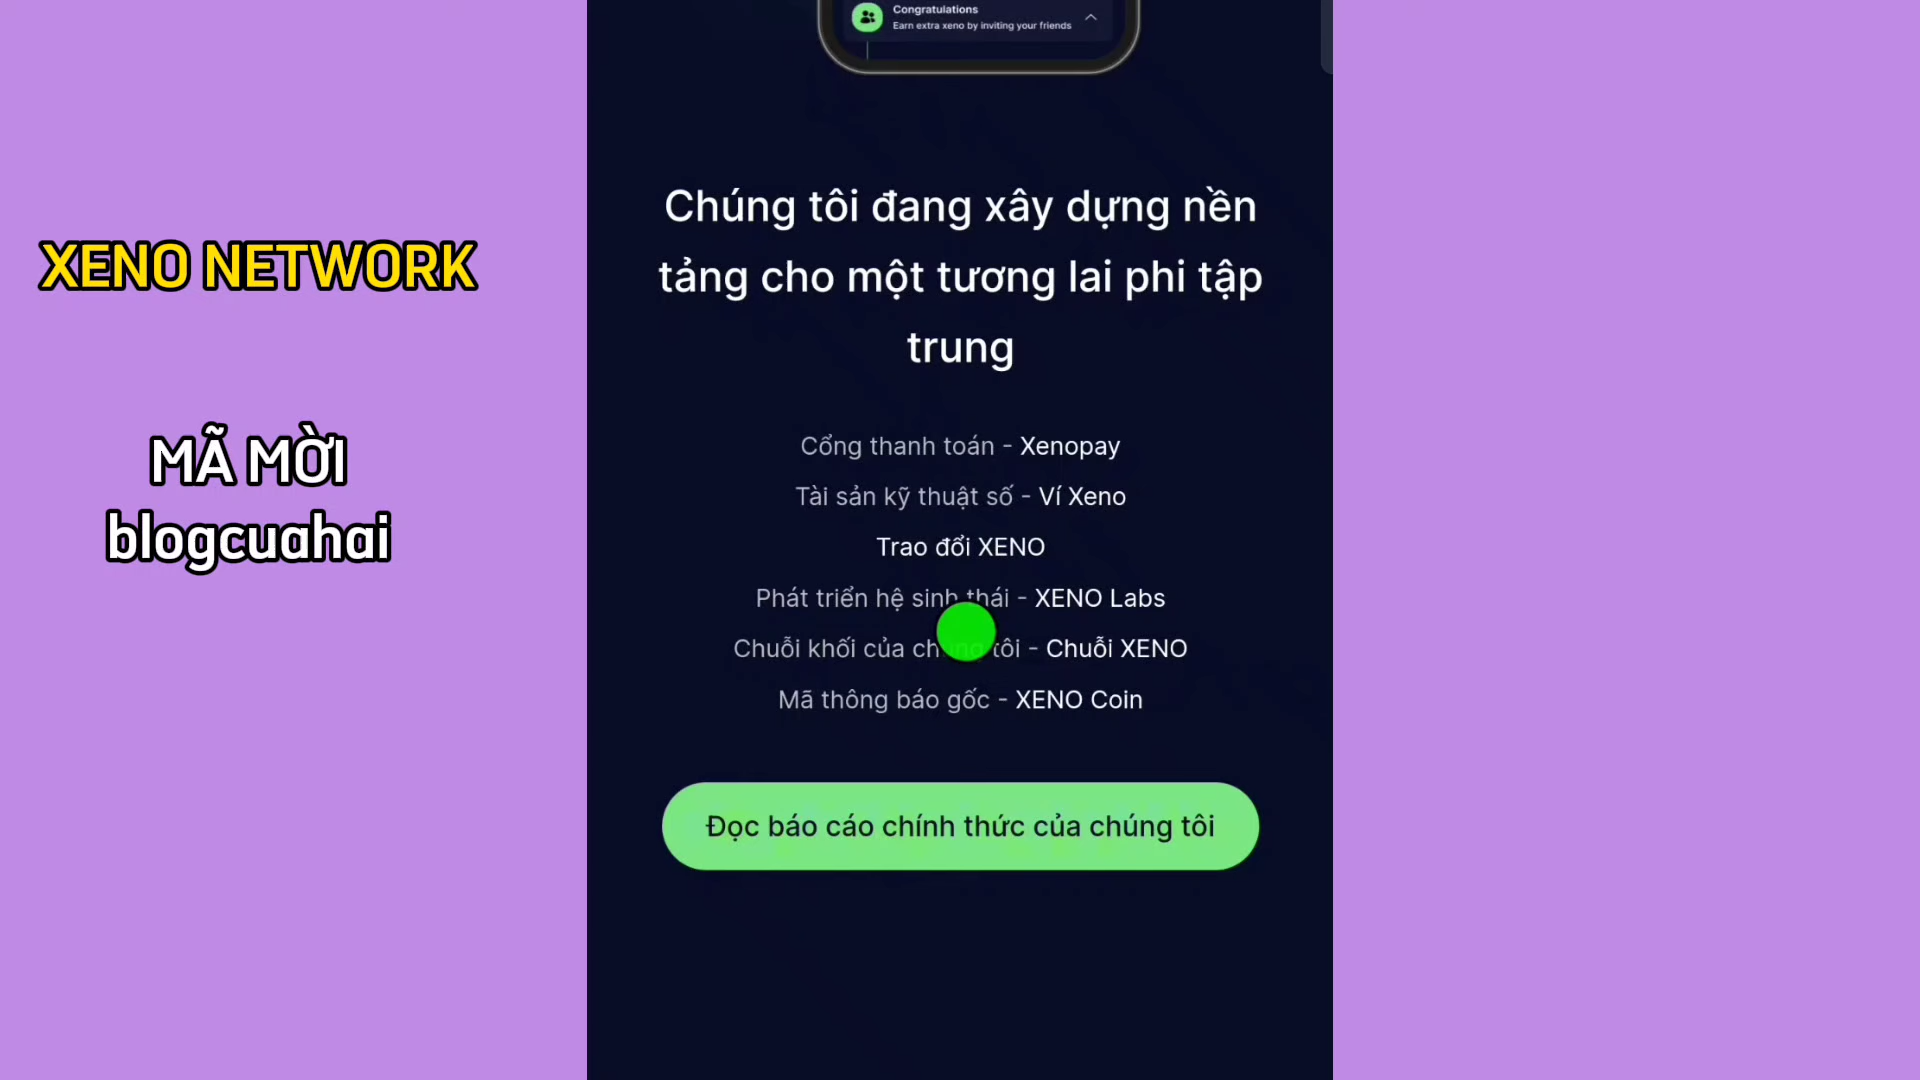 Congratulations
Earn extra xeno by inviting your friends
XENO NETWORK
MÃ MỜI
blogcuahai
Chúng tôi đang xây dựng nền
tảng cho một tương lai phi tập
trung
Cổng thanh toán - Xenopay
Tài sản kỹ thuật số - Ví Xeno
Trao đổi XENO
Phát triển hệ sinh thái - XENO Labs
Chuỗi khối của chúng tôi - Chuỗi XENO
Mã thông báo gốc - XENO Coin
Đọc báo cáo chính thức của chúng tôi